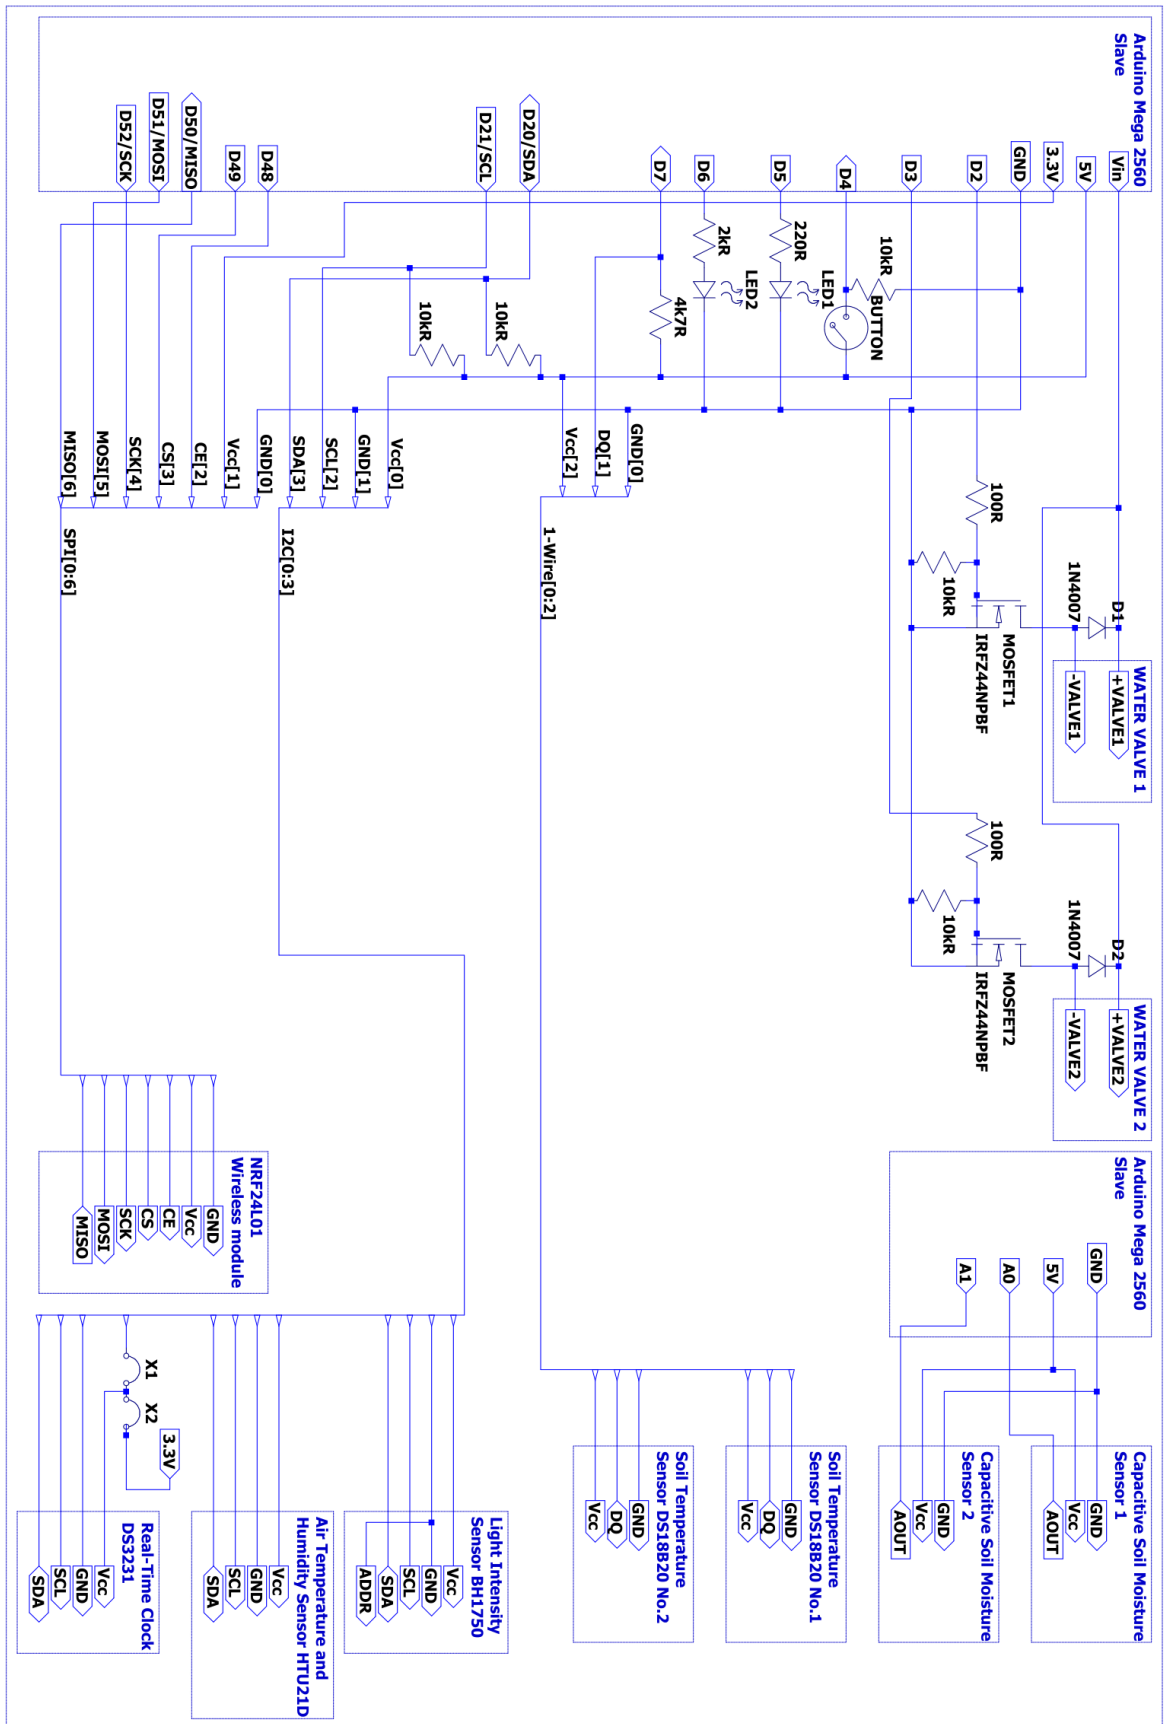 Arduino Mega 2560
Slave
Vin
5V
3.3V
GND
D2
D3
D4
D5
D6
D7
D20/SDA
D21/SCL
D48
D49
D50/MISO
D51/MOSI
D52/SCK
10kR
BUTTON
220R
LED1
2kR
LED2
4k7R
10kR
10kR
GND[0]
DQ[1]
Vcc[2]
Vcc[0]
GND[1]
SCL[2]
SDA[3]
GND[0]
Vcc[1]
CE[2]
CS[3]
SCK[4]
MOSI[5]
MISO[6]
1-Wire[0:2]
I2C[0:3]
SPI[0:6]
100R
10kR
1N4007
D1
MOSFET1
IRFZ44NPBF
WATER VALVE 1
+VALVE1
-VALVE1
100R
10kR
1N4007
D2
MOSFET2
IRFZ44NPBF
WATER VALVE 2
+VALVE2
-VALVE2
Arduino Mega 2560
Slave
GND
5V
A0
A1
Capacitive Soil Moisture
Sensor 1
GND
Vcc
AOUT
Capacitive Soil Moisture
Sensor 2
GND
Vcc
AOUT
Soil Temperature
Sensor DS18B20 No.1
GND
DQ
Vcc
Soil Temperature
Sensor DS18B20 No.2
GND
DQ
Vcc
Light Intensity
Sensor BH1750
Vcc
GND
SCL
SDA
ADDR
Air Temperature and
Humidity Sensor HTU21D
Vcc
GND
SCL
SDA
X1
X2
3.3V
Real-Time Clock
DS3231
Vcc
GND
SCL
SDA
NRF24L01
Wireless module
GND
Vcc
CE
CS
SCK
MOSI
MISO